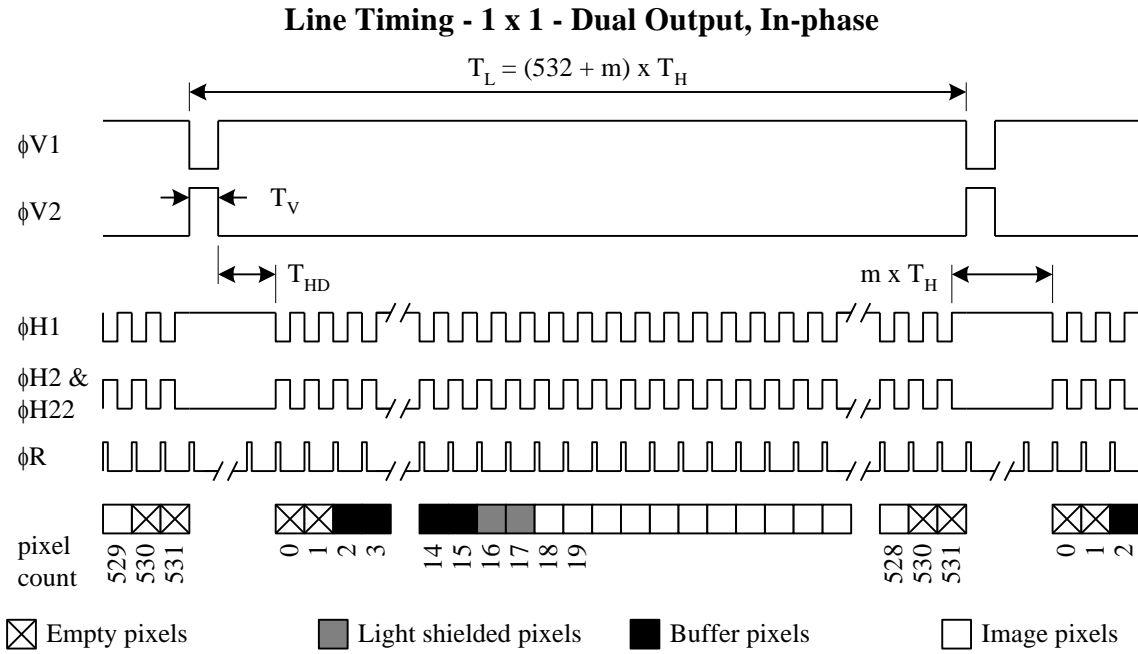 Line Timing - 1 x 1 - Dual Output, In-phase
T_L = (532 + m) x T_H
ϕV1
ϕV2
T_V
T_HD
m x T_H
ϕH1
ϕH2 &
ϕH22
ϕR
pixel
count
529 530 531 0 1 2 3 14 15 16 17 18 19 528 530 531 0 1 2
Empty pixels
Light shielded pixels
Buffer pixels
Image pixels